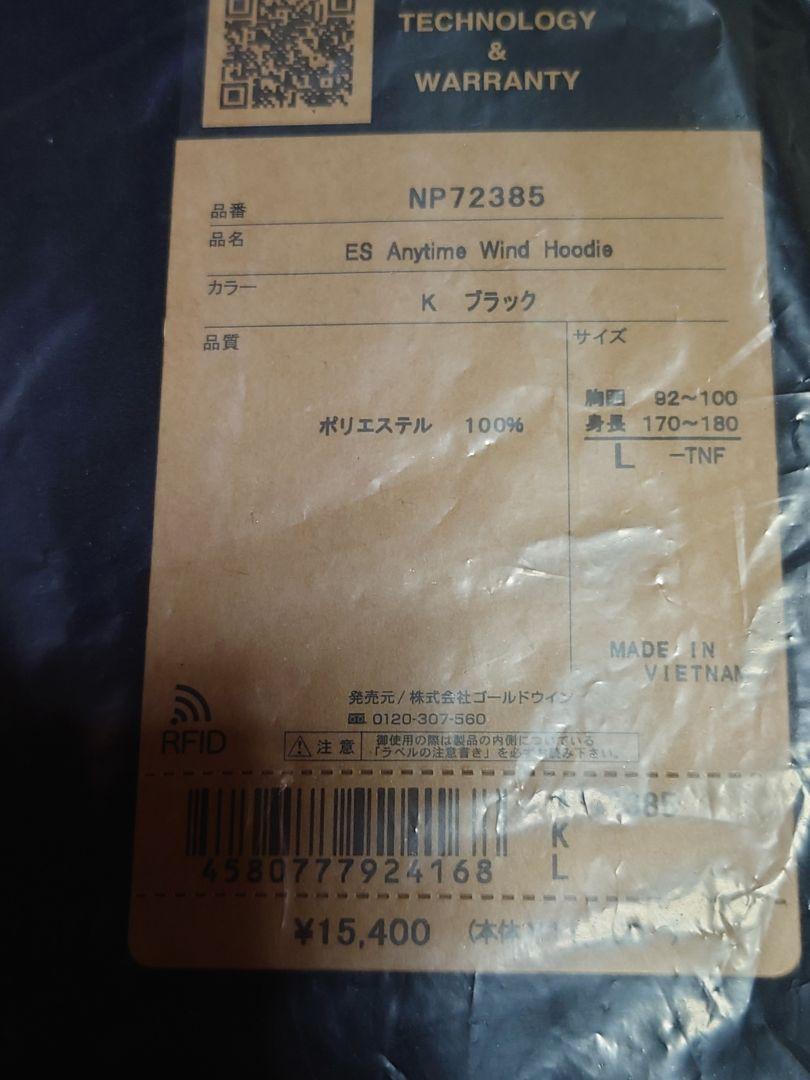 TECHNOLOGY
&
WARRANTY
品番 NP72385
品名 ES Anytime Wind Hoodie
カラー K ブラック
品質
ポリエステル 100%
サイズ
胸囲 92〜100
身長 170〜180
L -TNF
MADE IN
VIETNAM
発売元/株式会社ゴールドウイン
0120-307-560
RFID
注意
御使用の際は製品の内側についている
「ラベルの注意書き」を必ずお読み下さい。
385
K
L
4580777924168
¥15,400 (本体